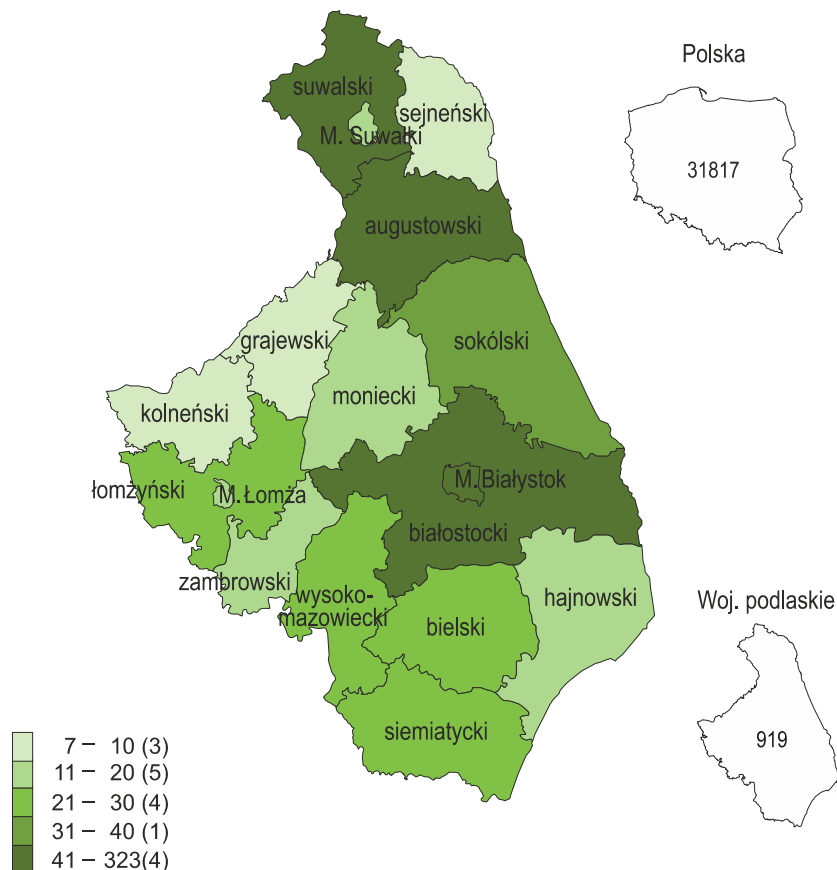 Polska
31817
suwalski
sejneński
M. Suwałki
augustowski
grajewski
sokólski
moniecki
kolneński
łomżyński
M. Łomża
M. Białystok
białostocki
zambrowski
wysoko-
mazowiecki
hajnowski
bielski
siemiatycki
Woj. podlaskie
919
7 – 10 (3)
11 – 20 (5)
21 – 30 (4)
31 – 40 (1)
41 – 323(4)